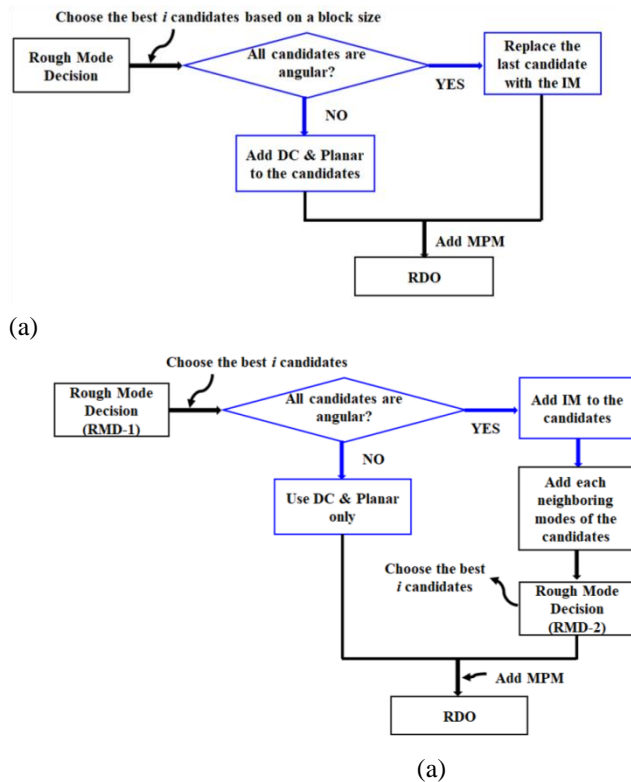 Choose the best i candidates based on a block size
Rough Mode
Decision
All candidates are
angular?
YES
Replace the
last candidate
with the IM
NO
Add DC & Planar
to the candidates
Add MPM
RDO
(a)
Choose the best i candidates
Rough Mode
Decision
(RMD-1)
All candidates are
angular?
YES
Add IM to the
candidates
NO
Use DC & Planar
only
Add each
neighboring
modes of the
candidates
Choose the best
i candidates
Rough Mode
Decision
(RMD-2)
Add MPM
RDO
(a)